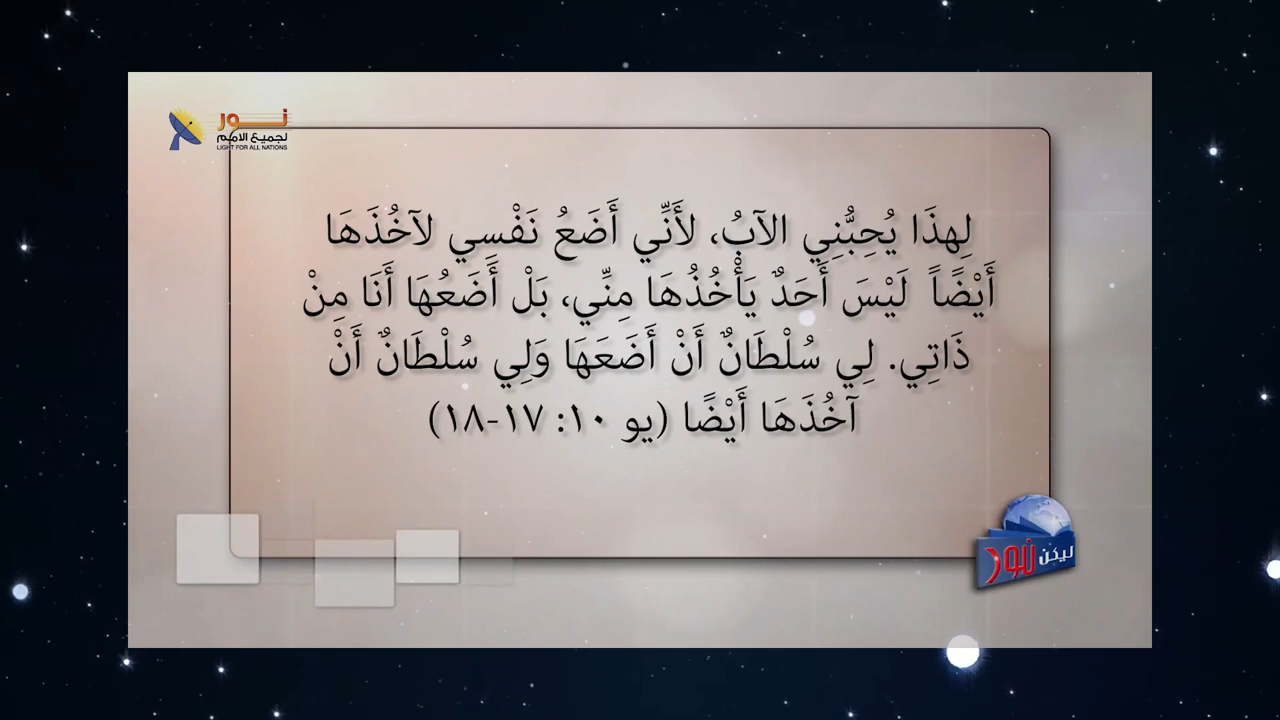 نور
لجميع الامم
LIGHT FOR ALL NATIONS
لِهذَا يُحِبُّنِي الآبُ، لأَنِّي أَضَعُ نَفْسِي لآخُذَهَا
أَيْضًاً لَيْسَ أَحَدٌ يَأْخُذُهَا مِنِّي، بَلْ أَضَعُهَا أَنَا مِنْ
ذَاتِي. لِي سُلْطَانٌ أَنْ أَضَعَهَا وَلِي سُلْطَانٌ أَنْ
آخُذَهَا أَيْضًا (يو ١٠: ١٧-١٨)
ليكن نور